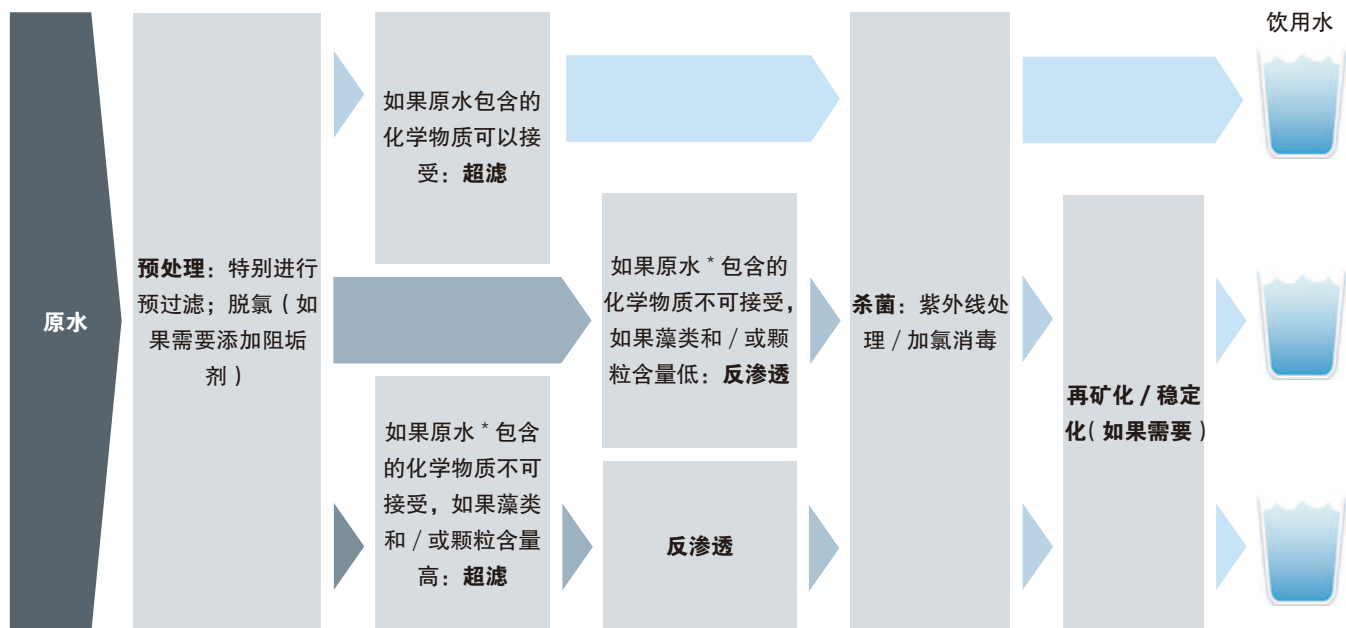 饮用水
如果原水包含的
化学物质可以接
受：超滤
原水
预处理：特别进行
预过滤；脱氯（如
果需要添加阻垢
剂）
如果原水 * 包含的
化学物质不可接受，
如果藻类和 / 或颗
粒含量低：反渗透
杀菌：紫外线处
理 / 加氯消毒
再矿化 / 稳定
化( 如果需要 )
如果原水 * 包含
的化学物质不可
接受，如果藻类
和 / 或颗粒含量
高：超滤
反渗透